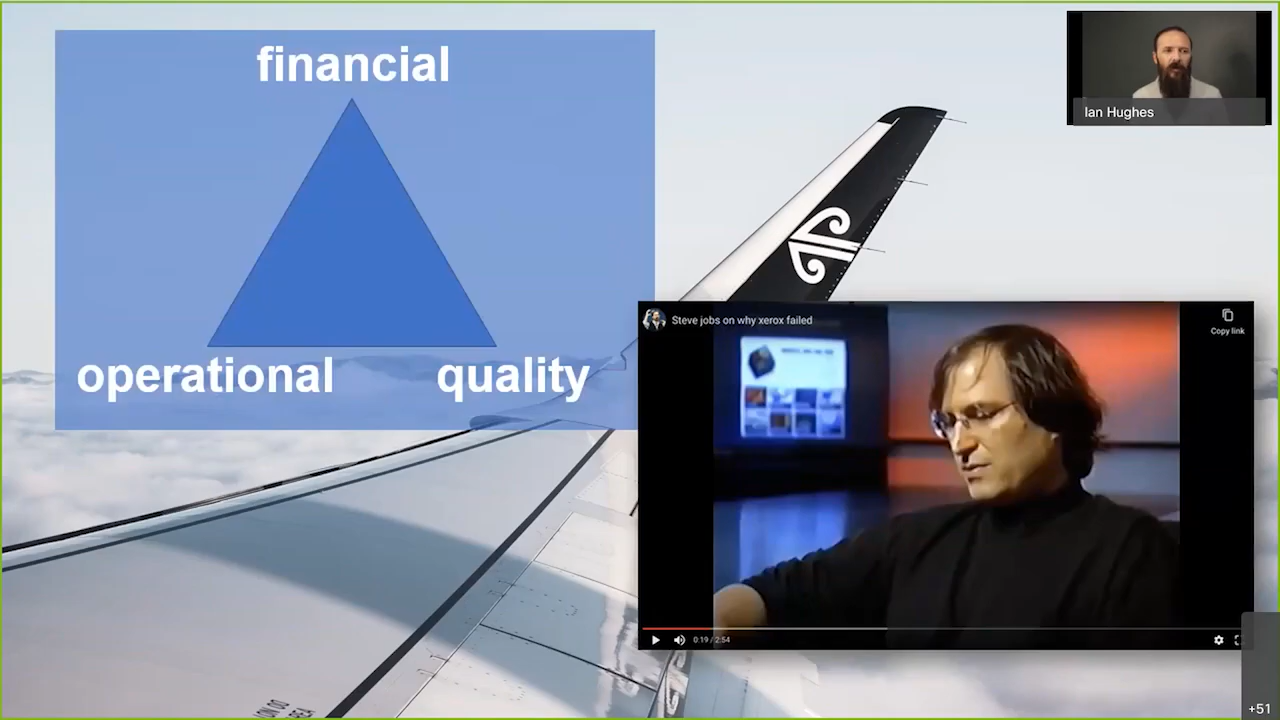 financial
Ian Hughes
Steve jobs on why xerox failed
Copy link
operational
quality
0:19 / 2:54
+51